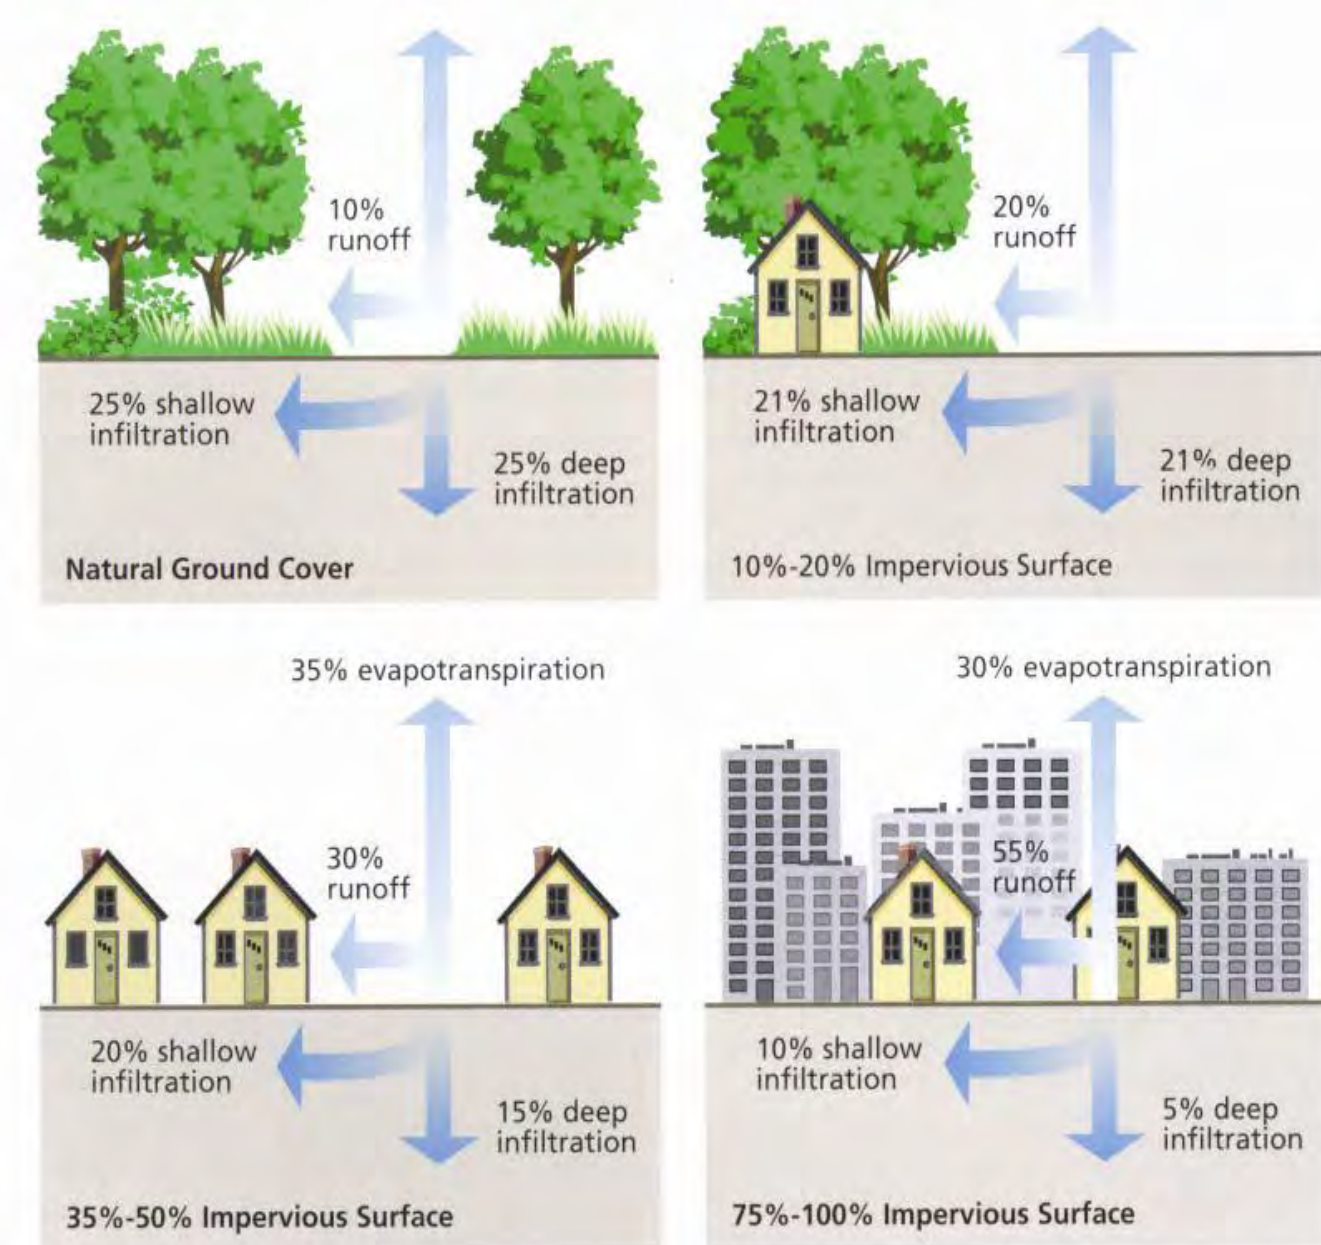 10%
runoff
25% shallow
infiltration
25% deep
infiltration
Natural Ground Cover
20%
runoff
21% shallow
infiltration
21% deep
infiltration
10%-20% Impervious Surface
35% evapotranspiration
30%
runoff
20% shallow
infiltration
15% deep
infiltration
35%-50% Impervious Surface
30% evapotranspiration
55%
runoff
10% shallow
infiltration
5% deep
infiltration
75%-100% Impervious Surface